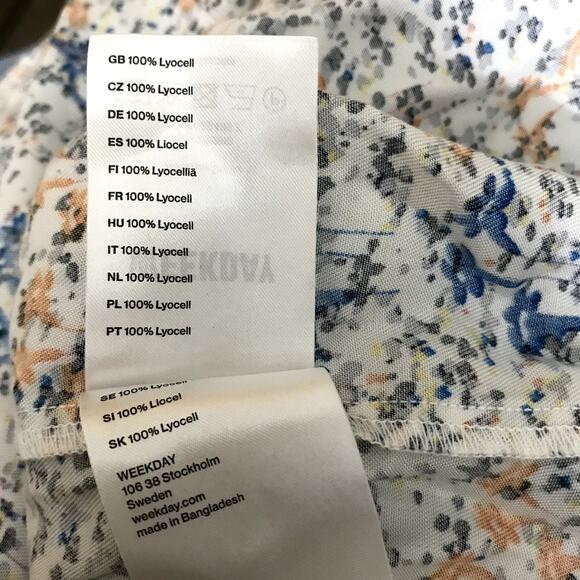 GB 100% Lyocell
CZ 100% Lyocell
DE 100% Lyocell
ES 100% Liocel
FI 100% Lyocelliä
FR 100% Lyocell
HU 100% Lyocell
IT 100% Lyocell
NL 100% Lyocell
PL 100% Lyocell
PT 100% Lyocell
SE 100% Lyocell
SI 100% Liocel
SK 100% Lyocell
WEEKDAY
106 38 Stockholm
Sweden
weekday.com
made in Bangladesh
WEEKDAY